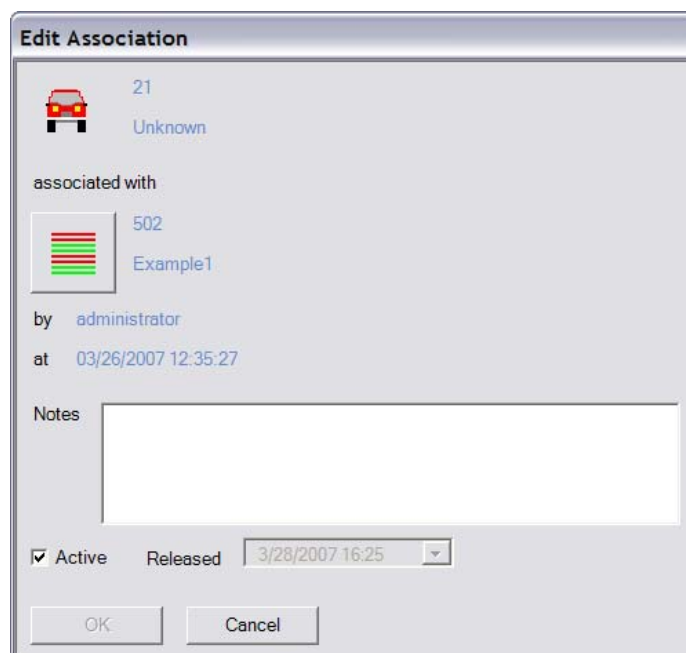 Edit Association
21
Unknown
associated with
502
Example1
by administrator
at 03/26/2007 12:35:27
Notes
Active Released 3/28/2007 16:25
OK Cancel